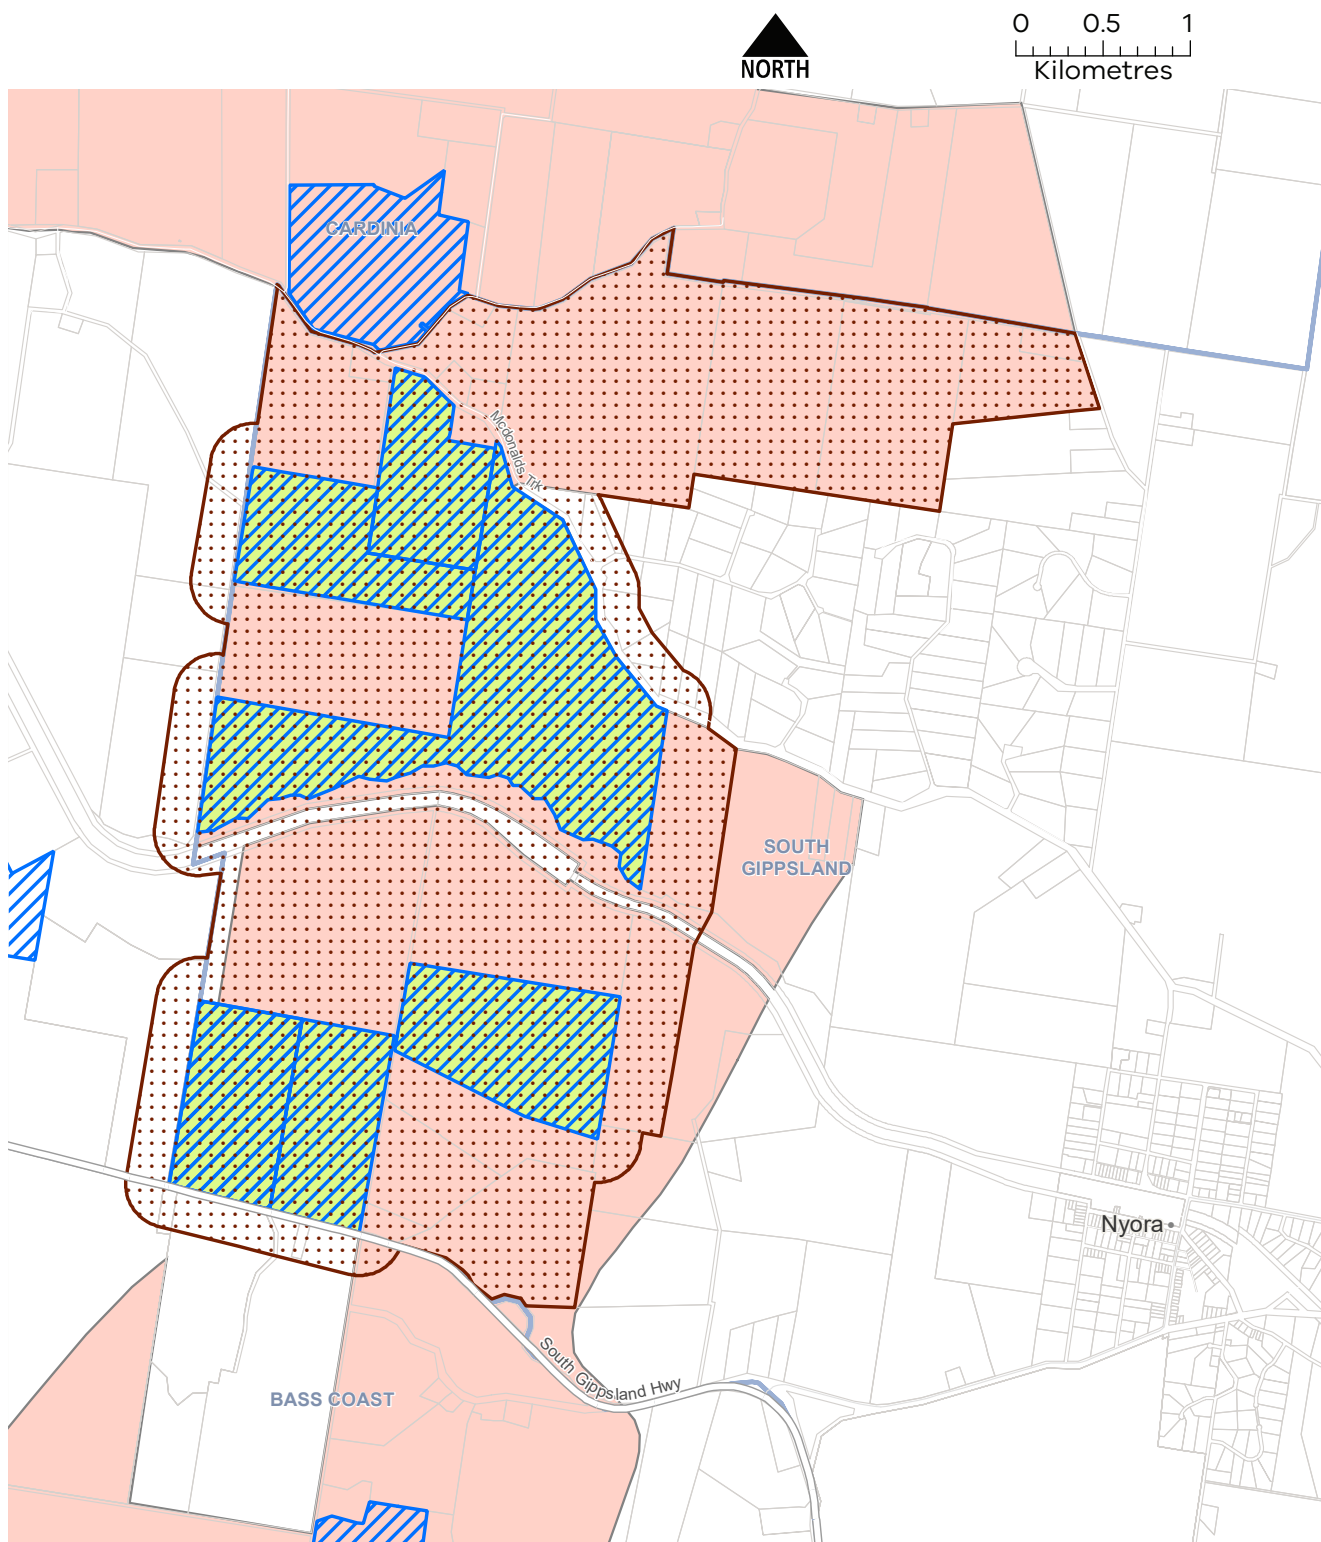 0 0.5 1
Kilometres
NORTH
CARDINIA
Mcdonalds Trk
SOUTH
GIPPSLAND
Nyora
South Gippsland Hwy
BASS COAST